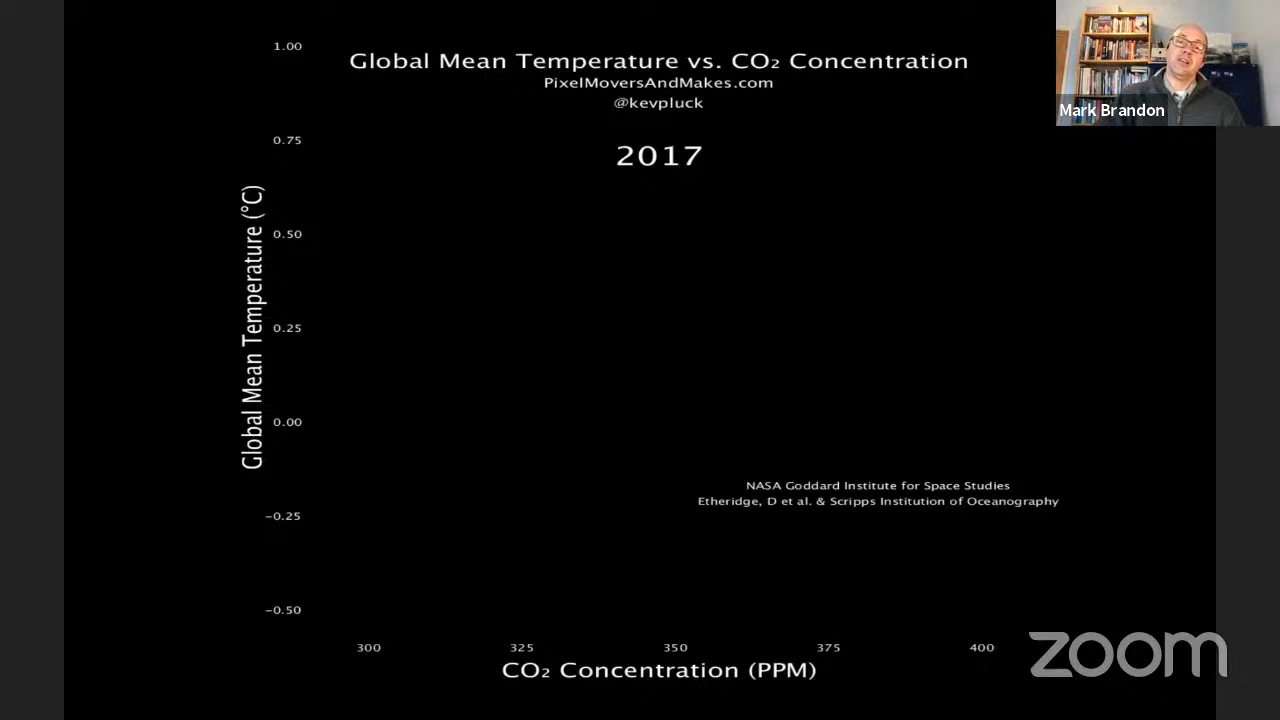 Global Mean Temperature vs. CO₂ Concentration
PixelMoversAndMakes.com
@kevpluck
2017
Mark Brandon
Global Mean Temperature (°C)
1.00
0.75
0.50
0.25
0.00
−0.25
−0.50
NASA Goddard Institute for Space Studies
Etheridge, D et al. & Scripps Institution of Oceanography
300 325 350 375 400
CO₂ Concentration (PPM)
zoom